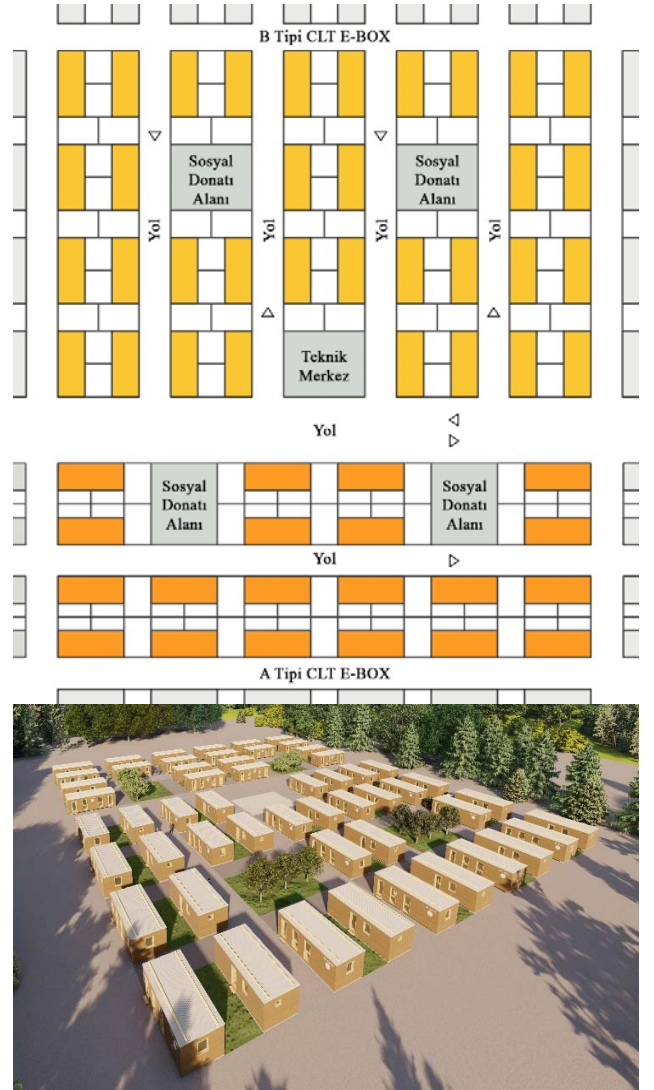 B Tipi CLT E-BOX
Sosyal
Donatı
Alanı
Sosyal
Donatı
Alanı
Yol
Yol
Yol
Yol
Teknik
Merkez
Yol
Sosyal
Donatı
Alanı
Sosyal
Donatı
Alanı
Yol
A Tipi CLT E-BOX